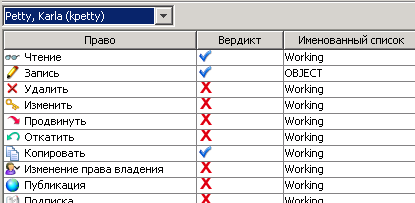 Petty, Karla (kpetty)
Право Вердикт Именованный список
Чтение Working
Запись OBJECT
Удалить Working
Изменить Working
Продвинуть Working
Откатить Working
Копировать Working
Изменение права владения Working
Публикация Working
Подписка Working